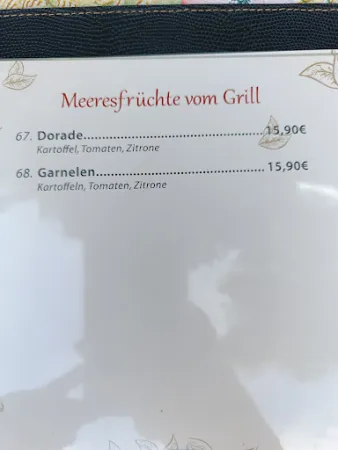 Meeresfrüchte vom Grill
67. Dorade............................................15,90€
Kartoffel, Tomaten, Zitrone
68. Garnelen......................................... 15,90€
Kartoffeln, Tomaten, Zitrone